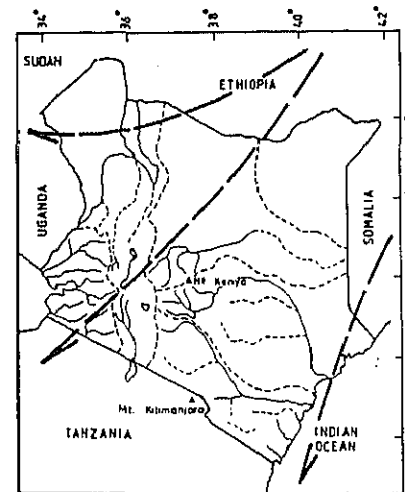 34°
36°
38
40
42
SUDAN
ETHIOPIA
UGANDA
SOMALIA
Mt. Kenya
Mt. Kilimanjaro
TANZANIA
INDIAN
OCEAN